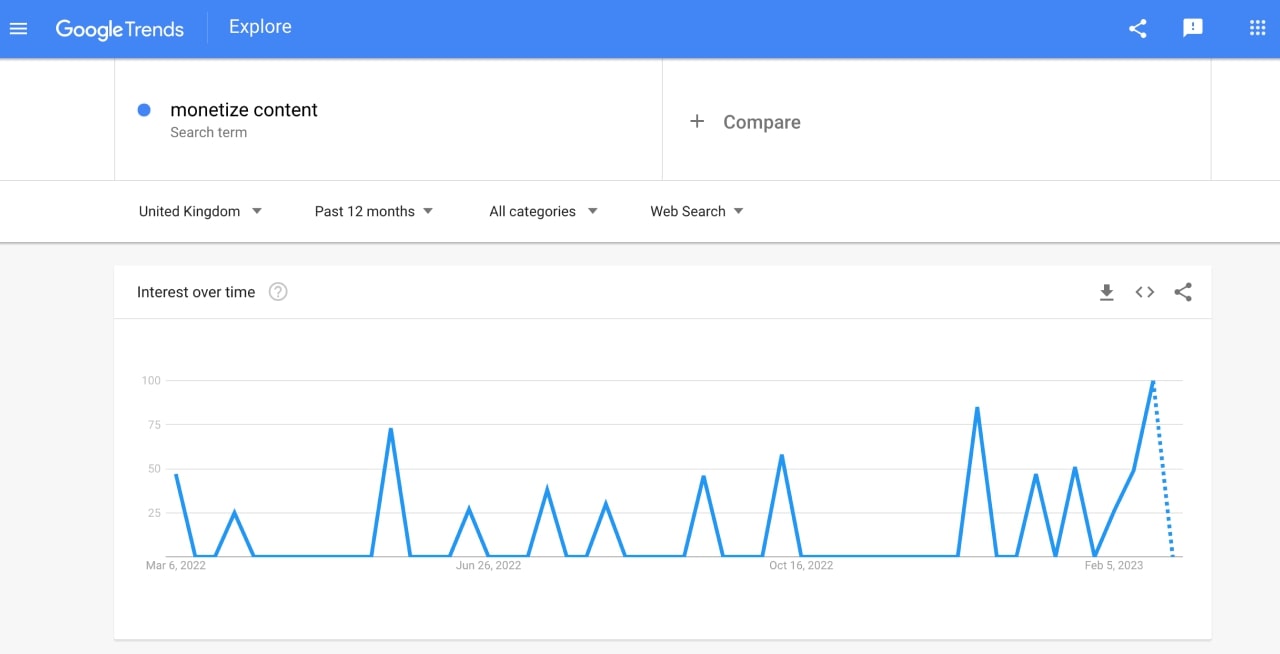 Google Trends Explore
monetize content
Search term
+ Compare
United Kingdom Past 12 months All categories Web Search
Interest over time ?
100
75
50
25
Mar 6, 2022 Jun 26, 2022 Oct 16, 2022 Feb 5, 2023